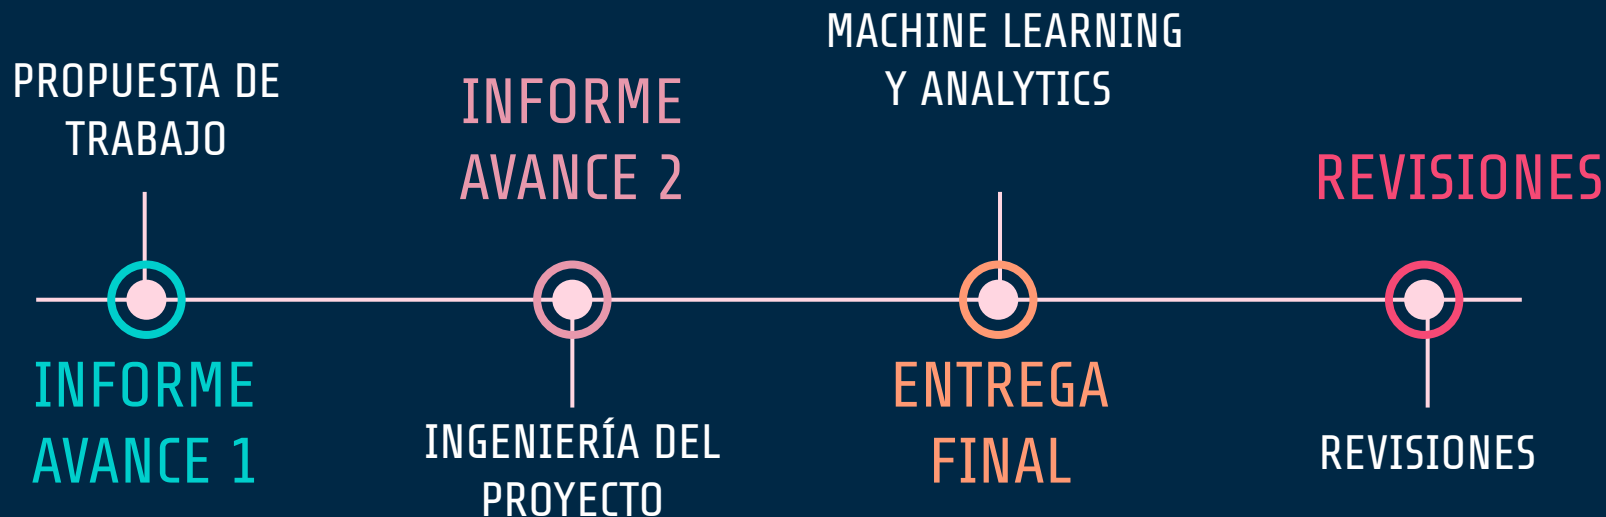 PROPUESTA DE
TRABAJO
INFORME
AVANCE 1
INFORME
AVANCE 2
INGENIERÍA DEL
PROYECTO
MACHINE LEARNING
Y ANALYTICS
ENTREGA
FINAL
REVISIONES
REVISIONES